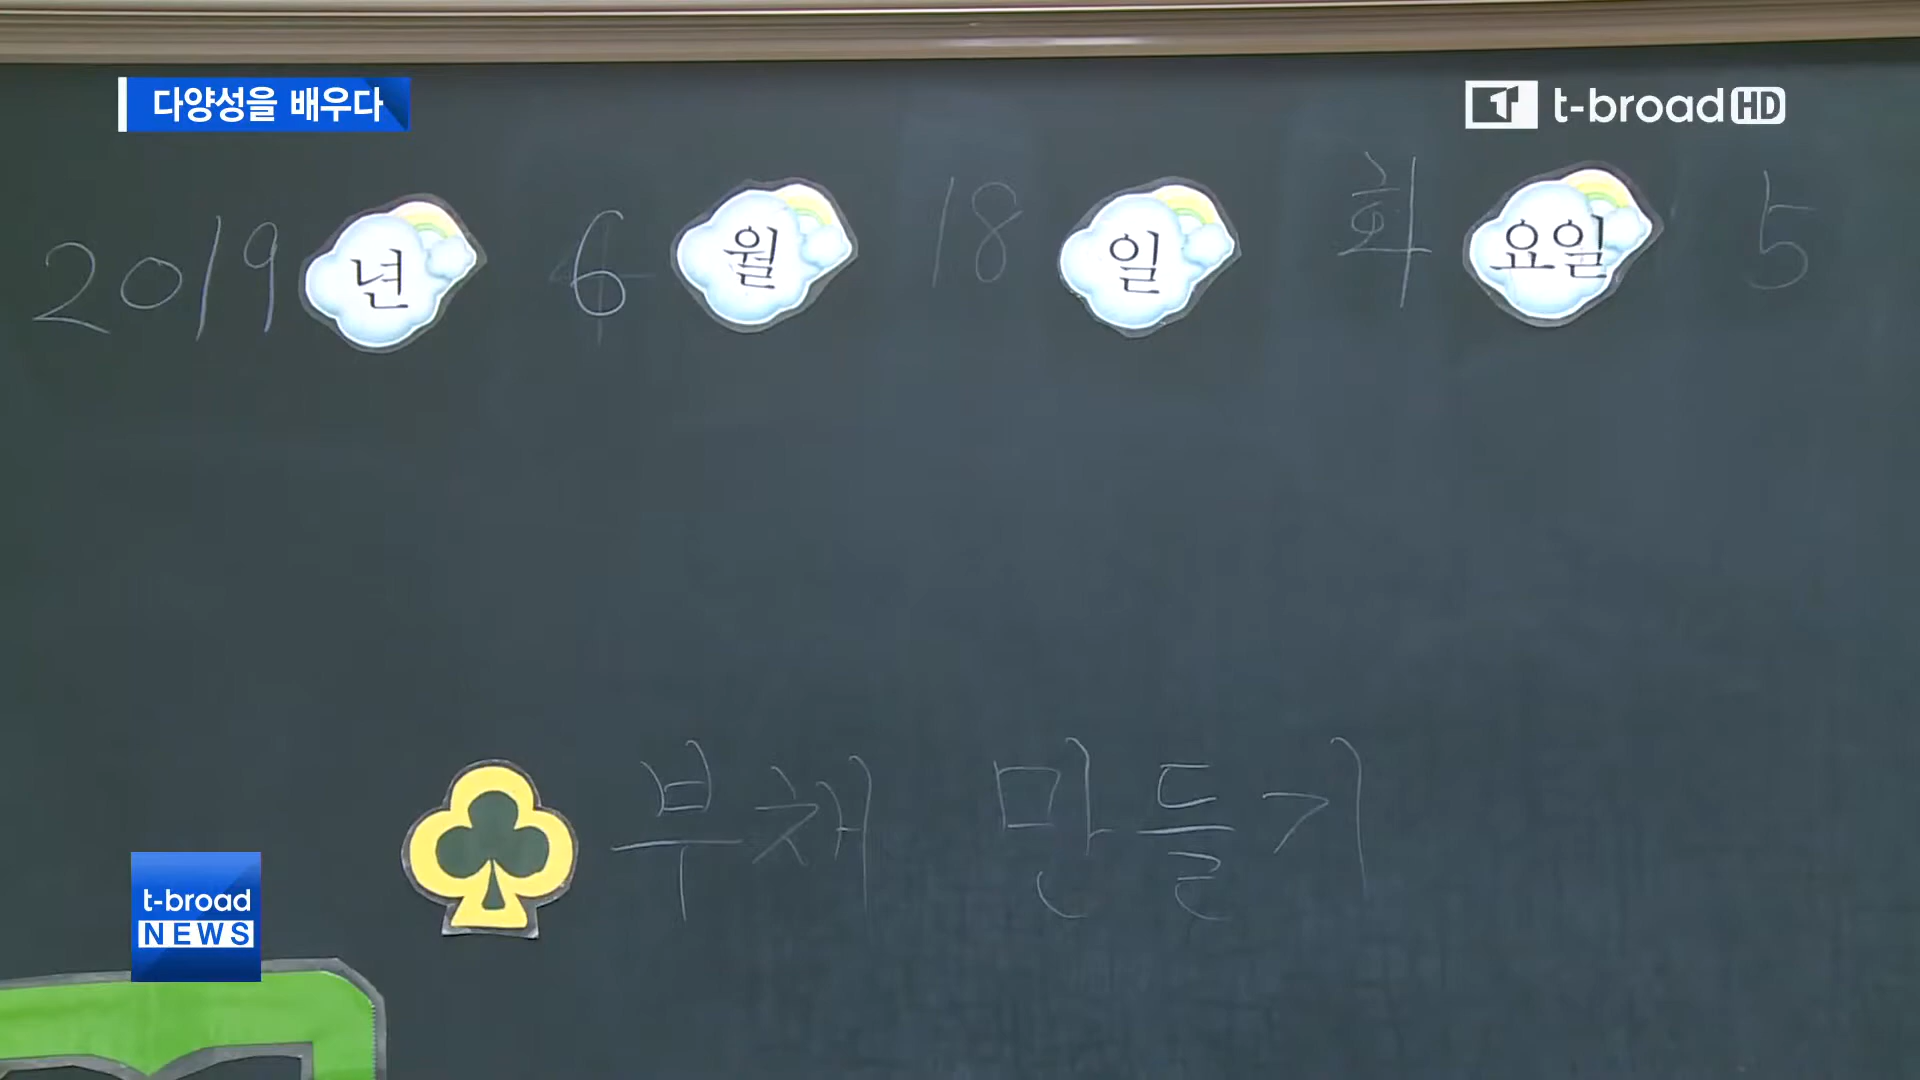 다양성을 배우다
t-broad HD
2019 년 6 월 18 일 화 요일 5
부채 만들기
t-broad
NEWS